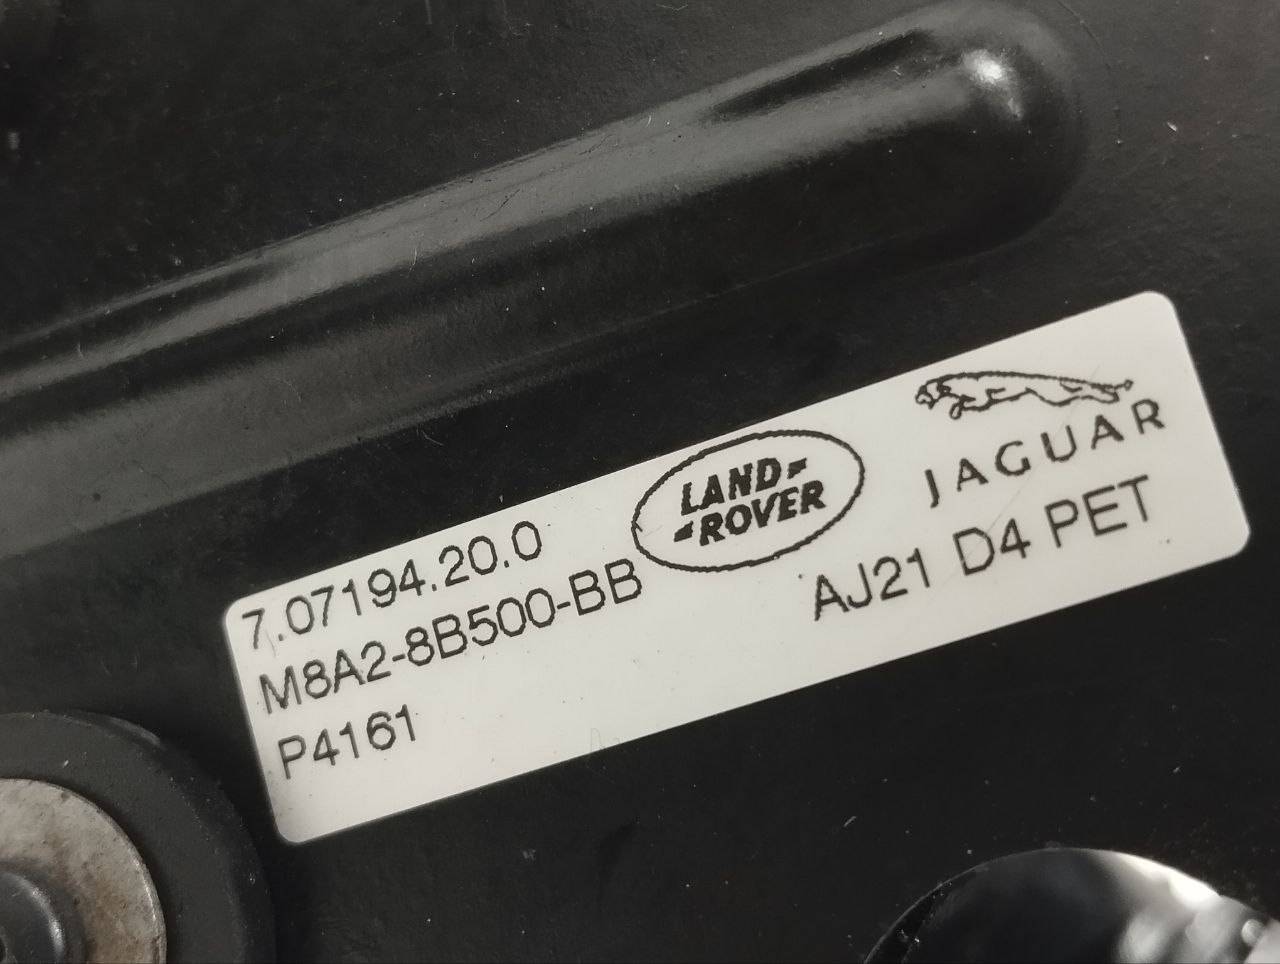 7.07194.20.0
M8A2-8B500-BB
P4161
LAND
ROVER
JAGUAR
AJ21 D4 PET